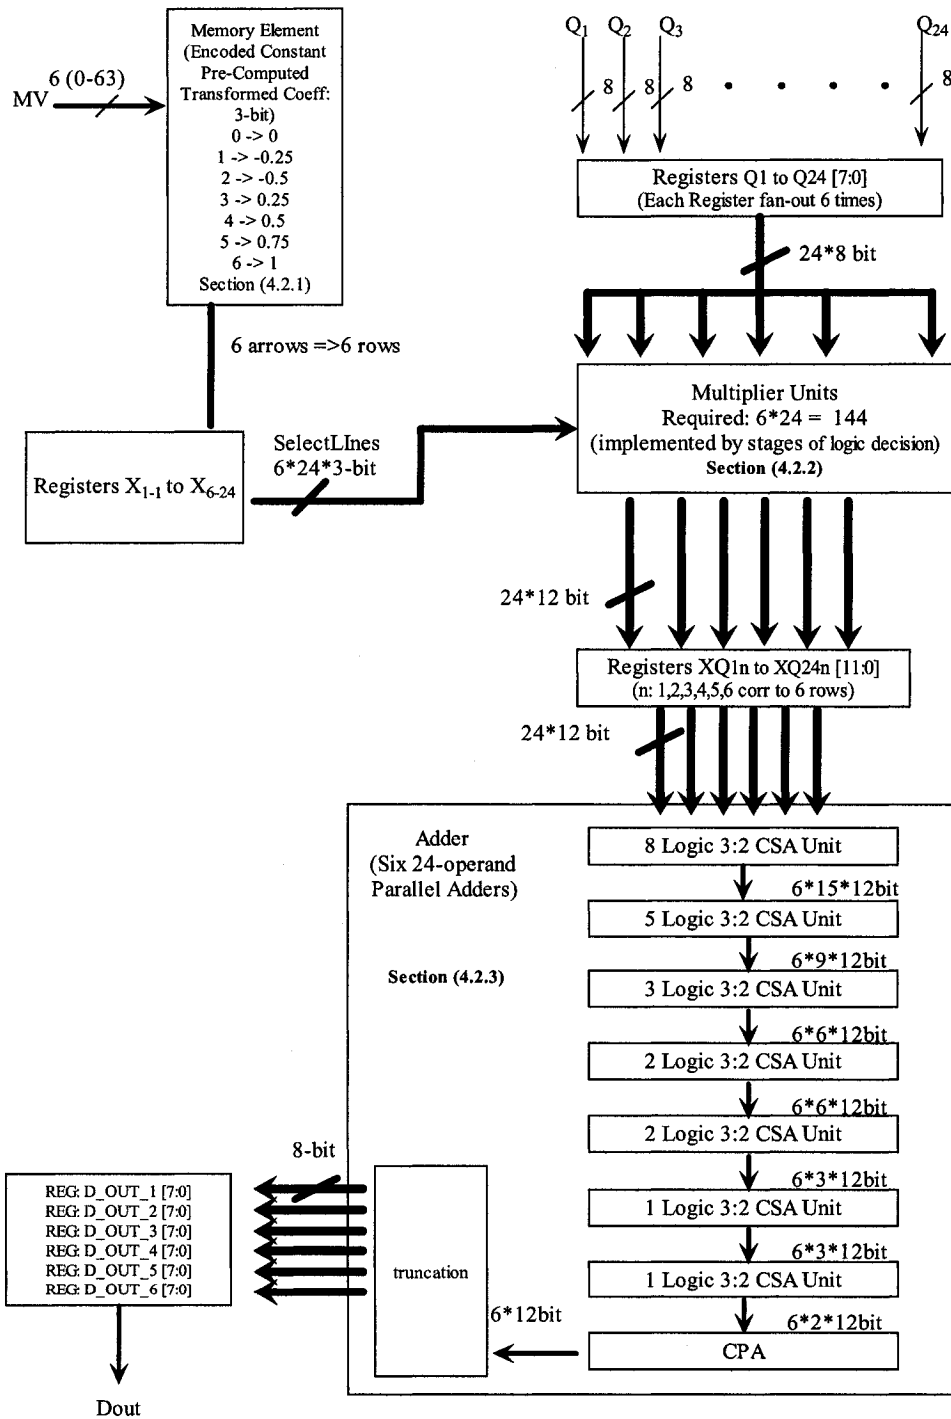 Memory Element
(Encoded Constant
Pre-Computed
Transformed Coeff:
3-bit)
0 -> 0
1 -> -0.25
2 -> -0.5
3 -> 0.25
4 -> 0.5
5 -> 0.75
6 -> 1
Section (4.2.1)
6 (0-63)
MV
6 arrows =>6 rows
Registers X1-1 to X6-24
SelectLInes
6*24*3-bit
Q1 Q2 Q3 Q24
8 8 8 8
Registers Q1 to Q24 [7:0]
(Each Register fan-out 6 times)
24*8 bit
Multiplier Units
Required: 6*24 = 144
(implemented by stages of logic decision)
Section (4.2.2)
24*12 bit
Registers XQ1n to XQ24n [11:0]
(n: 1,2,3,4,5,6 corr to 6 rows)
24*12 bit
Adder
(Six 24-operand
Parallel Adders)
Section (4.2.3)
8 Logic 3:2 CSA Unit
6*15*12bit
5 Logic 3:2 CSA Unit
6*9*12bit
3 Logic 3:2 CSA Unit
6*6*12bit
2 Logic 3:2 CSA Unit
6*6*12bit
2 Logic 3:2 CSA Unit
6*3*12bit
1 Logic 3:2 CSA Unit
6*3*12bit
1 Logic 3:2 CSA Unit
6*2*12bit
CPA
6*12bit
truncation
8-bit
REG: D_OUT_1 [7:0]
REG: D_OUT_2 [7:0]
REG: D_OUT_3 [7:0]
REG: D_OUT_4 [7:0]
REG: D_OUT_5 [7:0]
REG: D_OUT_6 [7:0]
Dout